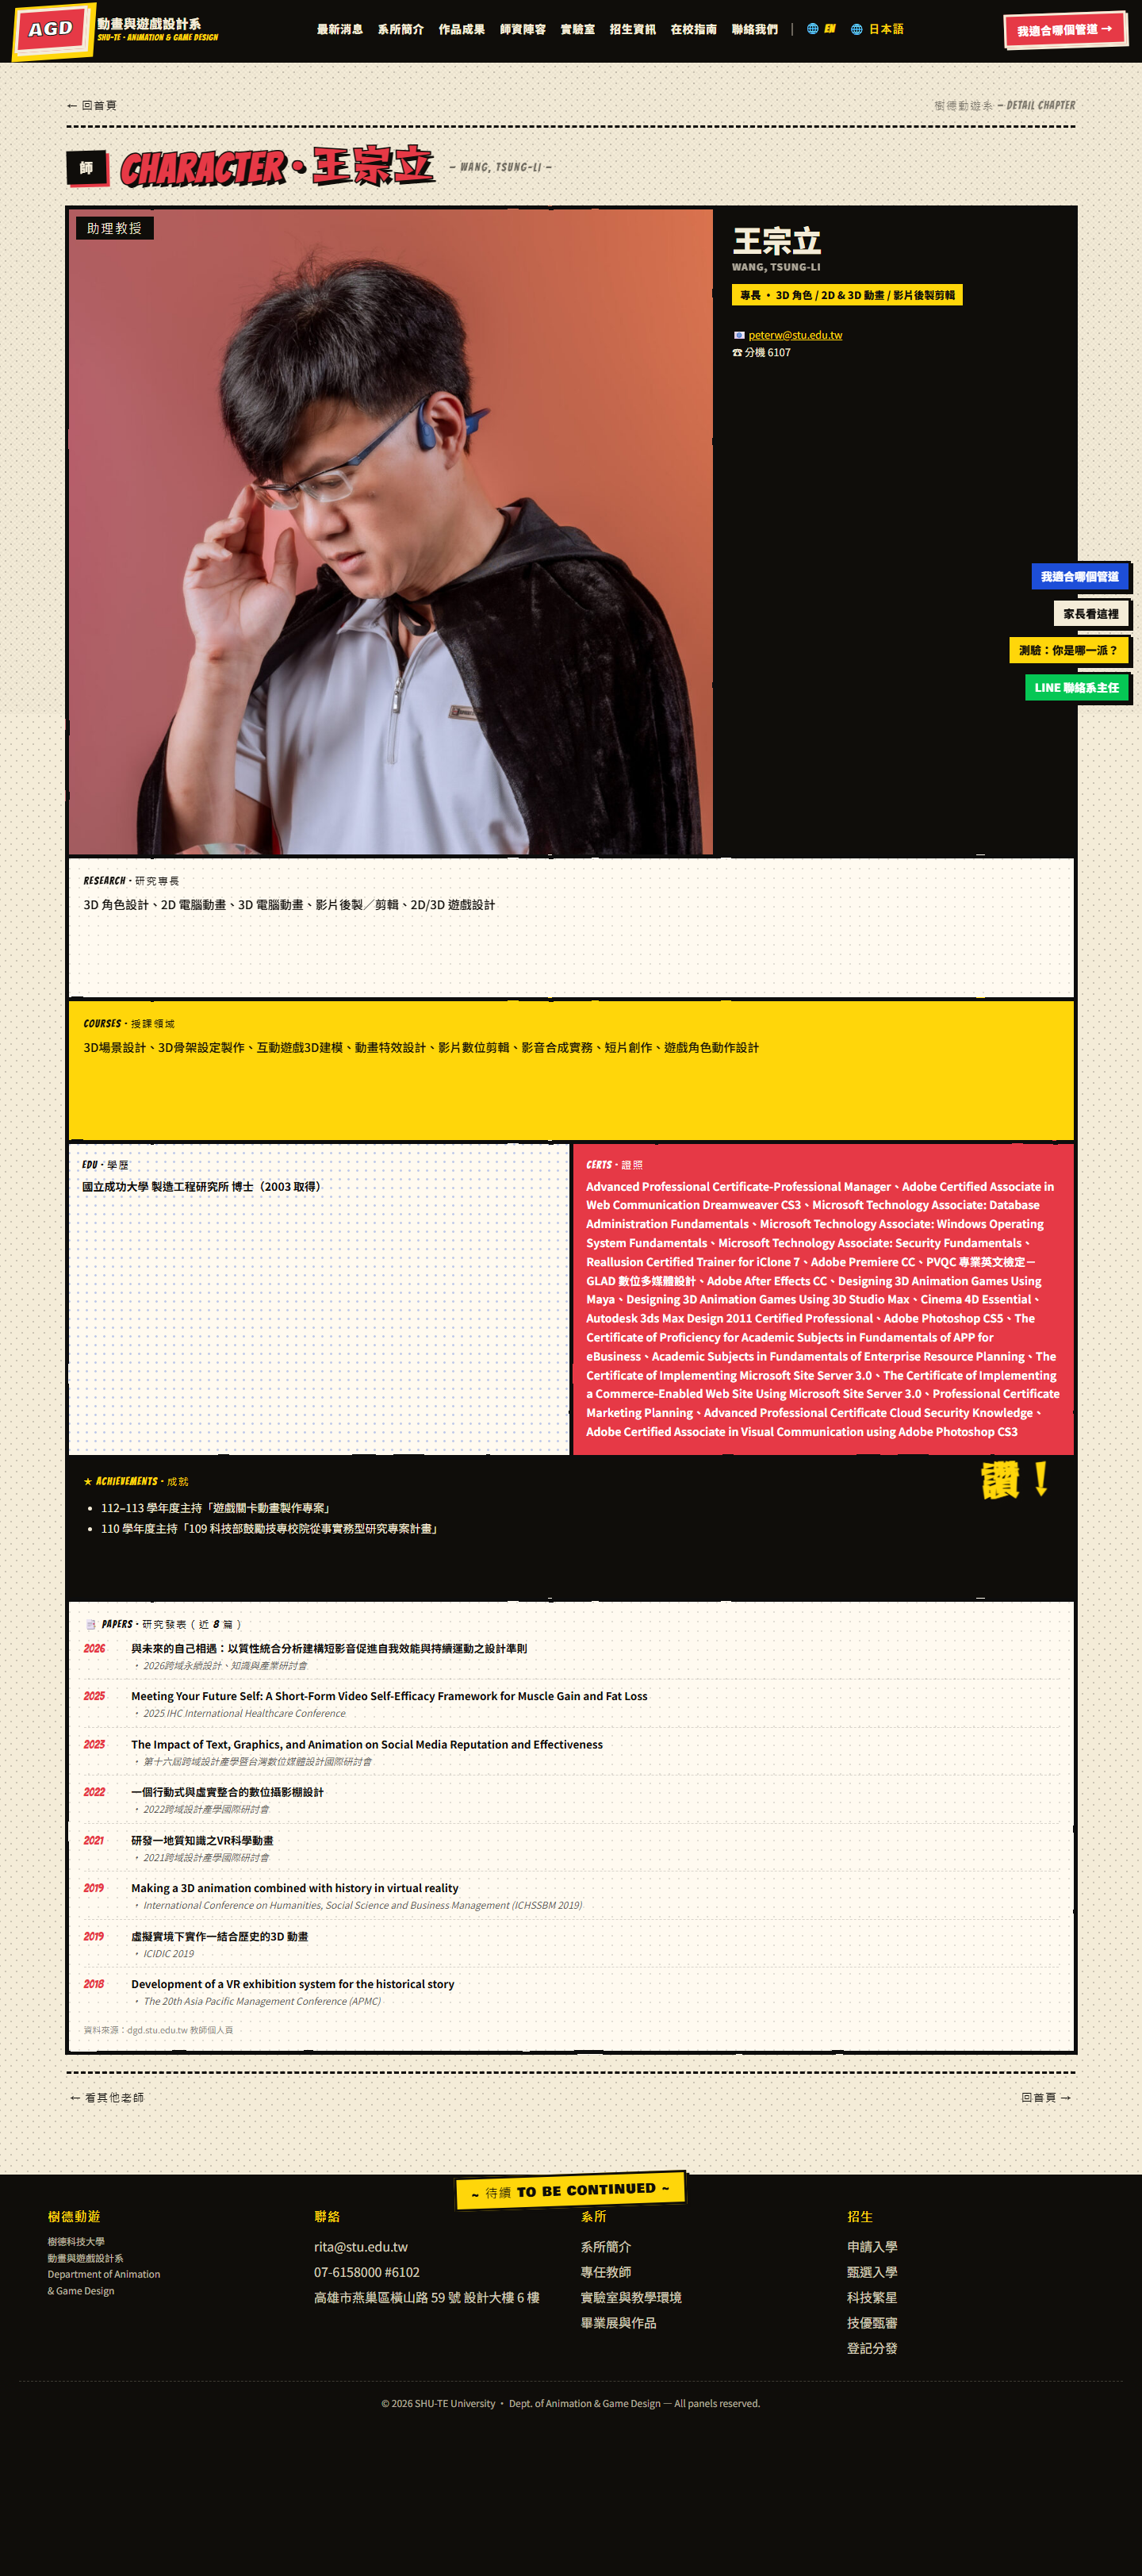 AGD
動畫與遊戲設計系
SHU-TE · ANIMATION & GAME DESIGN
最新消息 系所簡介 作品成果 師資陣容 實驗室 招生資訊 在校指南 聯絡我們 | 🌐 EN 🌐 日本語
我適合哪個管道 →
← 回首頁
樹德動遊系 — DETAIL CHAPTER
師
CHARACTER · 王宗立
— WANG, TSUNG-LI —
助理教授
王宗立
WANG, TSUNG-LI
專長 · 3D 角色 / 2D & 3D 動畫 / 影片後製剪輯
📧 peterw@stu.edu.tw
☎ 分機 6107
我適合哪個管道
家長看這裡
測驗：你是哪一派？
LINE 聯絡系主任
RESEARCH · 研究專長
3D 角色設計、2D 電腦動畫、3D 電腦動畫、影片後製／剪輯、2D/3D 遊戲設計
COURSES · 授課領域
3D場景設計、3D骨架設定製作、互動遊戲3D建模、動畫特效設計、影片數位剪輯、影音合成實務、短片創作、遊戲角色動作設計
EDU · 學歷
國立成功大學 製造工程研究所 博士（2003 取得）
CERTS · 證照
Advanced Professional Certificate-Professional Manager、Adobe Certified Associate in
Web Communication Dreamweaver CS3、Microsoft Technology Associate: Database
Administration Fundamentals、Microsoft Technology Associate: Windows Operating
System Fundamentals、Microsoft Technology Associate: Security Fundamentals、
Reallusion Certified Trainer for iClone 7、Adobe Premiere CC、PVQC 專業英文檢定－
GLAD 數位多媒體設計、Adobe After Effects CC、Designing 3D Animation Games Using
Maya、Designing 3D Animation Games Using 3D Studio Max、Cinema 4D Essential、
Autodesk 3ds Max Design 2011 Certified Professional、Adobe Photoshop CS5、The
Certificate of Proficiency for Academic Subjects in Fundamentals of APP for
eBusiness、Academic Subjects in Fundamentals of Enterprise Resource Planning、The
Certificate of Implementing Microsoft Site Server 3.0、The Certificate of Implementing
a Commerce-Enabled Web Site Using Microsoft Site Server 3.0、Professional Certificate
Marketing Planning、Advanced Professional Certificate Cloud Security Knowledge、
Adobe Certified Associate in Visual Communication using Adobe Photoshop CS3
★ ACHIEVEMENTS · 成就
讚！
• 112–113 學年度主持「遊戲關卡動畫製作專案」
• 110 學年度主持「109 科技部鼓勵技專校院從事實務型研究專案計畫」
PAPERS · 研究發表（近 8 篇）
2026 與未來的自己相遇：以質性統合分析建構短影音促進自我效能與持續運動之設計準則
· 2026跨域永續設計、知識與產業研討會
2025 Meeting Your Future Self: A Short-Form Video Self-Efficacy Framework for Muscle Gain and Fat Loss
· 2025 IHC International Healthcare Conference
2023 The Impact of Text, Graphics, and Animation on Social Media Reputation and Effectiveness
· 第十六屆跨域設計產學暨台灣數位媒體設計國際研討會
2022 一個行動式與虛實整合的數位攝影棚設計
· 2022跨域設計產學國際研討會
2021 研發一地質知識之VR科學動畫
· 2021跨域設計產學國際研討會
2019 Making a 3D animation combined with history in virtual reality
· International Conference on Humanities, Social Science and Business Management (ICHSSBM 2019)
2019 虛擬實境下實作一結合歷史的3D 動畫
· ICIDIC 2019
2018 Development of a VR exhibition system for the historical story
· The 20th Asia Pacific Management Conference (APMC)
資料來源：dgd.stu.edu.tw 教師個人頁
← 看其他老師
回首頁 →
~ 待續 TO BE CONTINUED ~
樹德動遊
樹德科技大學
動畫與遊戲設計系
Department of Animation
& Game Design
聯絡
rita@stu.edu.tw
07-6158000 #6102
高雄市燕巢區橫山路 59 號 設計大樓 6 樓
系所
系所簡介
專任教師
實驗室與教學環境
畢業展與作品
招生
申請入學
甄選入學
科技繁星
技優甄審
登記分發
© 2026 SHU-TE University · Dept. of Animation & Game Design — All panels reserved.